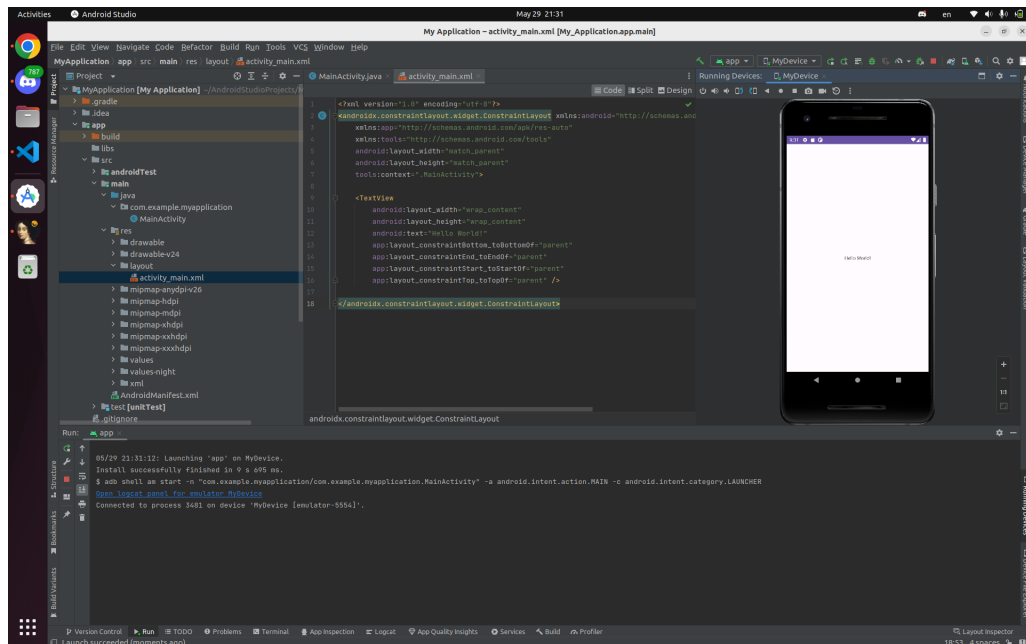 Activities
Android Studio
May 29 21:31
en
My Application – activity_main.xml [My_Application.app.main]
File Edit View Navigate Code Refactor Build Run Tools VCS Window Help
MyApplication app src main res layout activity_main.xml
app
MyDevice
787
Project
MainActivity.java
activity_main.xml
Running Devices:
MyDevice
Code
Split
Design
Project
Resource Manager
MyApplication [My Application] ~/AndroidStudioProjects/
.gradle
.idea
app
build
libs
src
androidTest
main
java
com.example.myapplication
MainActivity
res
drawable
drawable-v24
layout
activity_main.xml
mipmap-anydpi-v26
mipmap-hdpi
mipmap-mdpi
mipmap-xhdpi
mipmap-xxhdpi
mipmap-xxxhdpi
values
values-night
xml
AndroidManifest.xml
test [unitTest]
.gitignore
1 <?xml version="1.0" encoding="utf-8"?>
2 <androidx.constraintlayout.widget.ConstraintLayout xmlns:android="http://schemas.and
3 xmlns:app="http://schemas.android.com/apk/res-auto"
4 xmlns:tools="http://schemas.android.com/tools"
5 android:layout_width="match_parent"
6 android:layout_height="match_parent"
7 tools:context=".MainActivity">
8
9 <TextView
10 android:layout_width="wrap_content"
11 android:layout_height="wrap_content"
12 android:text="Hello World!"
13 app:layout_constraintBottom_toBottomOf="parent"
14 app:layout_constraintEnd_toEndOf="parent"
15 app:layout_constraintStart_toStartOf="parent"
16 app:layout_constraintTop_toTopOf="parent" />
17
18 </androidx.constraintlayout.widget.ConstraintLayout>
androidx.constraintlayout.widget.ConstraintLayout
Hello World!
1:1
Run:
app
05/29 21:31:12: Launching 'app' on MyDevice.
Install successfully finished in 9 s 695 ms.
$ adb shell am start -n "com.example.myapplication/com.example.myapplication.MainActivity" -a android.intent.action.MAIN -c android.intent.category.LAUNCHER
Open logcat panel for emulator MyDevice
Connected to process 3481 on device 'MyDevice [emulator-5554]'.
Structure
Bookmarks
Build Variants
Version Control
Run
TODO
Problems
Terminal
App Inspection
Logcat
App Quality Insights
Services
Build
Profiler
Layout Inspector
Launch succeeded (moments ago)
18:53 4 spaces